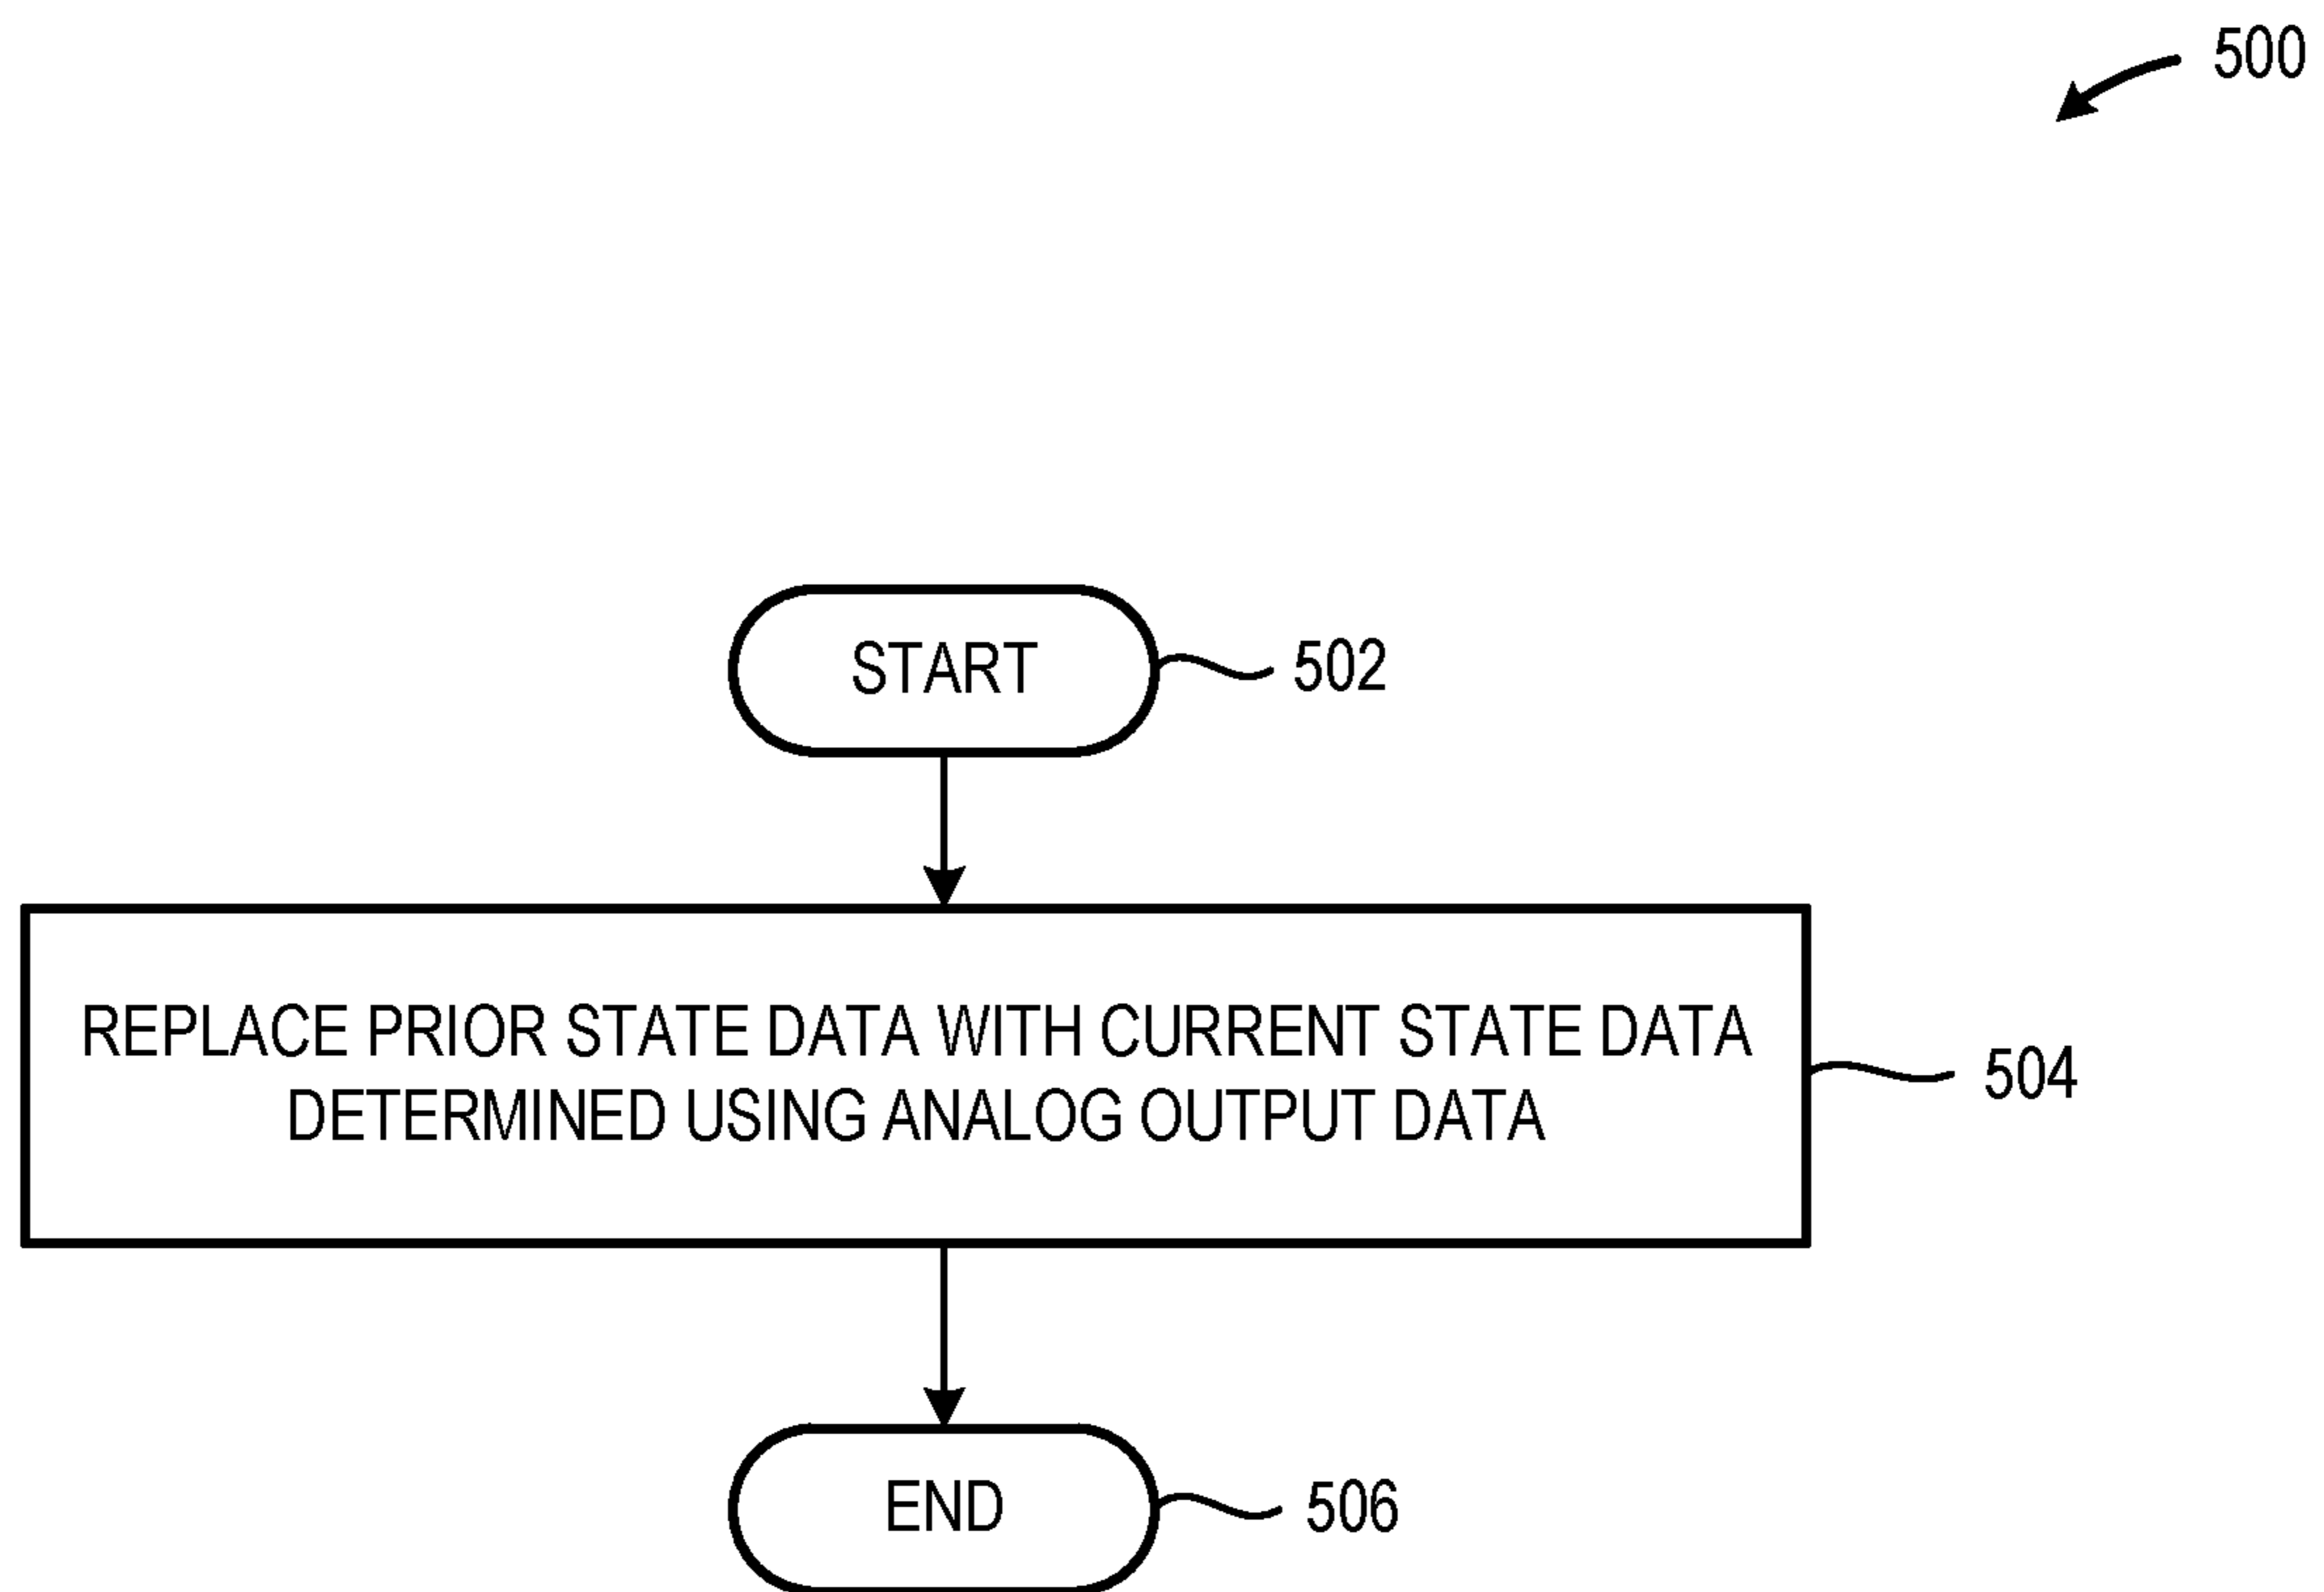 500
START
502
REPLACE PRIOR STATE DATA WITH CURRENT STATE DATA
DETERMINED USING ANALOG OUTPUT DATA
504
END
506